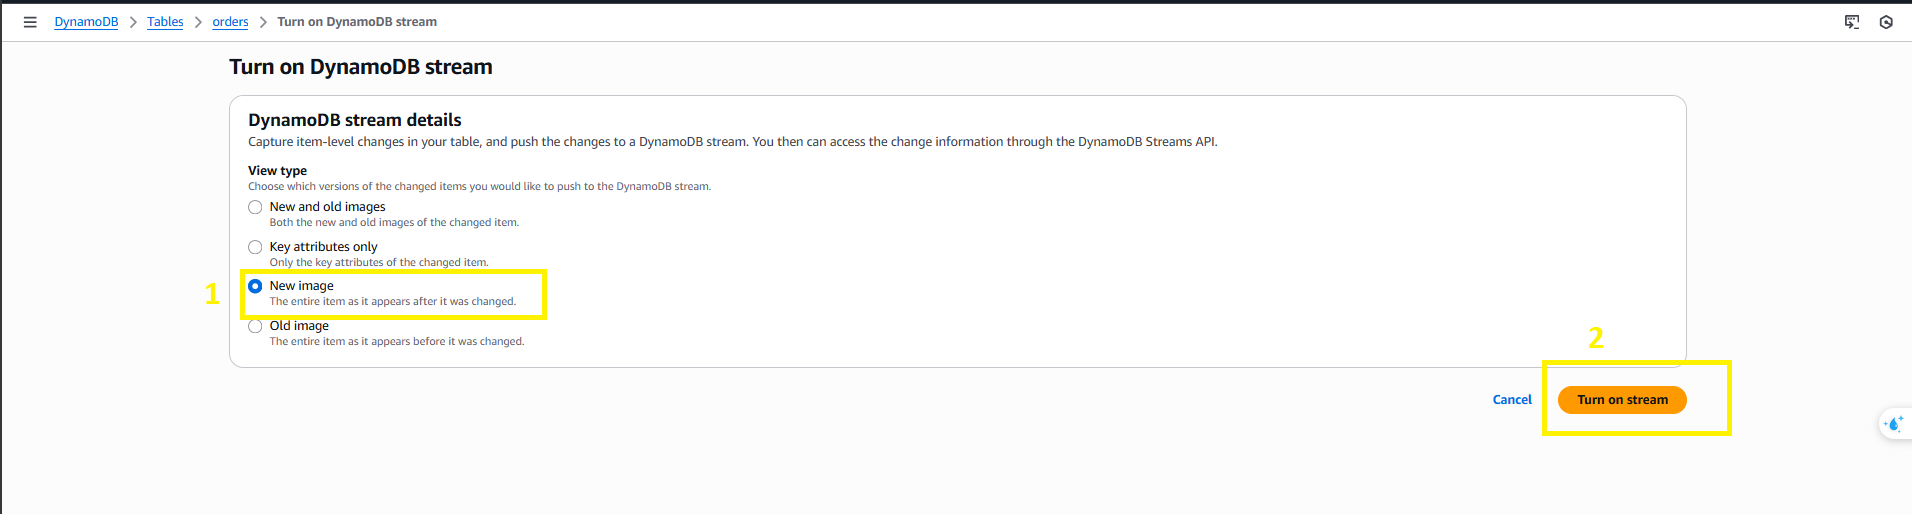 DynamoDB > Tables > orders > Turn on DynamoDB stream
Turn on DynamoDB stream
DynamoDB stream details
Capture item-level changes in your table, and push the changes to a DynamoDB stream. You then can access the change information through the DynamoDB Streams API.
View type
Choose which versions of the changed items you would like to push to the DynamoDB stream.
New and old images
Both the new and old images of the changed item.
Key attributes only
Only the key attributes of the changed item.
1
New image
The entire item as it appears after it was changed.
Old image
The entire item as it appears before it was changed.
2
Cancel
Turn on stream